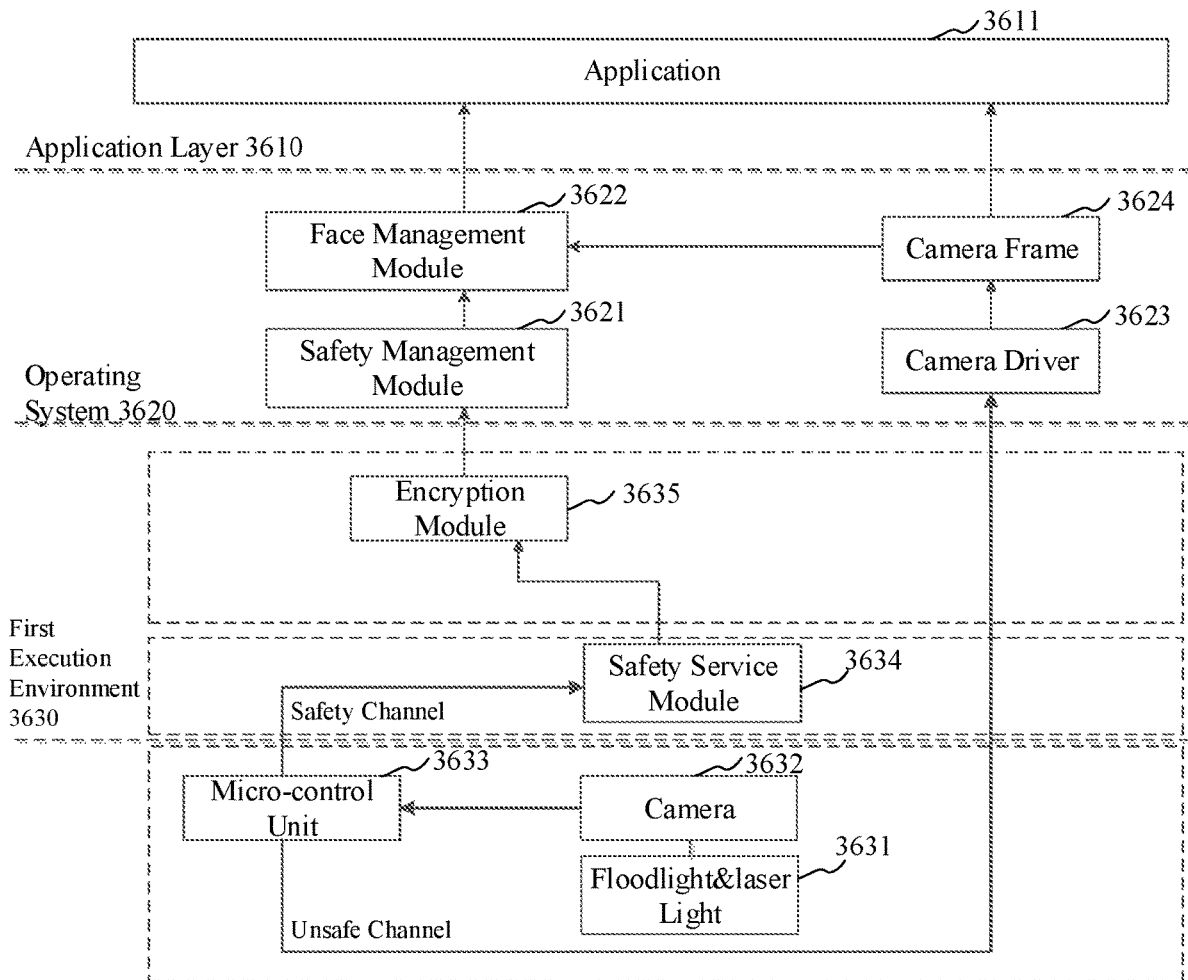 3611
Application
Application Layer 3610
3622
Face Management
Module
3624
Camera Frame
3621
Safety Management
Module
3623
Camera Driver
Operating
System 3620
Encryption
Module
3635
First
Execution
Environment
3630
Safety Service
Module
3634
Safety Channel
3633
Micro-control
Unit
3632
Camera
3631
Floodlight&laser
Light
Unsafe Channel